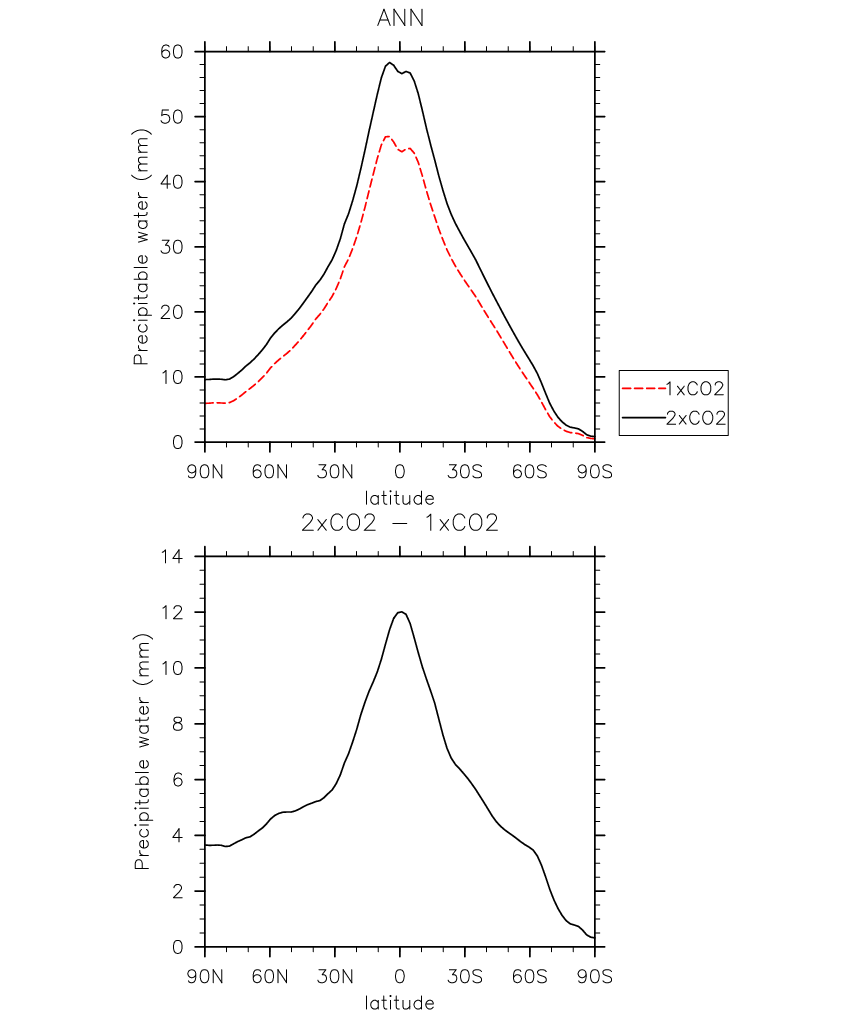 ANN
60
50
40
30
20
10
0
Precipitable water (mm)
90N 60N 30N 0 30S 60S 90S
latitude
1xCO2
2xCO2
2xCO2 − 1xCO2
14
12
10
8
6
4
2
0
Precipitable water (mm)
90N 60N 30N 0 30S 60S 90S
latitude